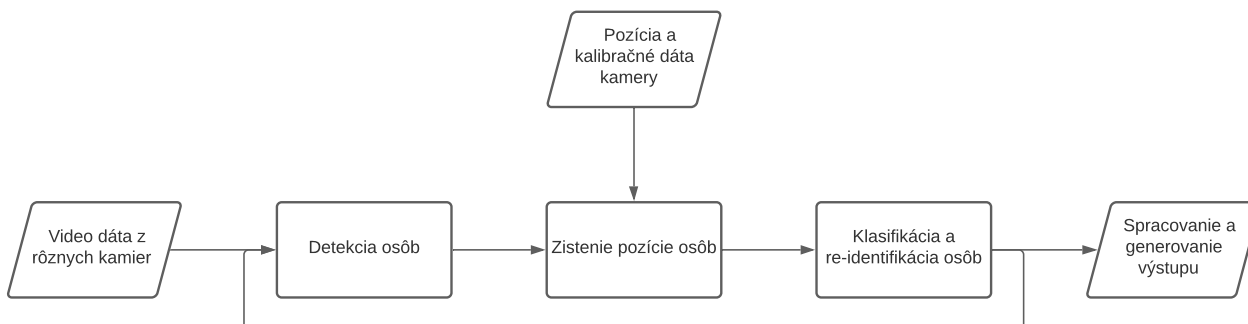 Pozícia a
kalibračné dáta
kamery
Video dáta z
rôznych kamier
Detekcia osôb
Zistenie pozície osôb
Klasifikácia a
re-identifikácia osôb
Spracovanie a
generovanie
výstupu